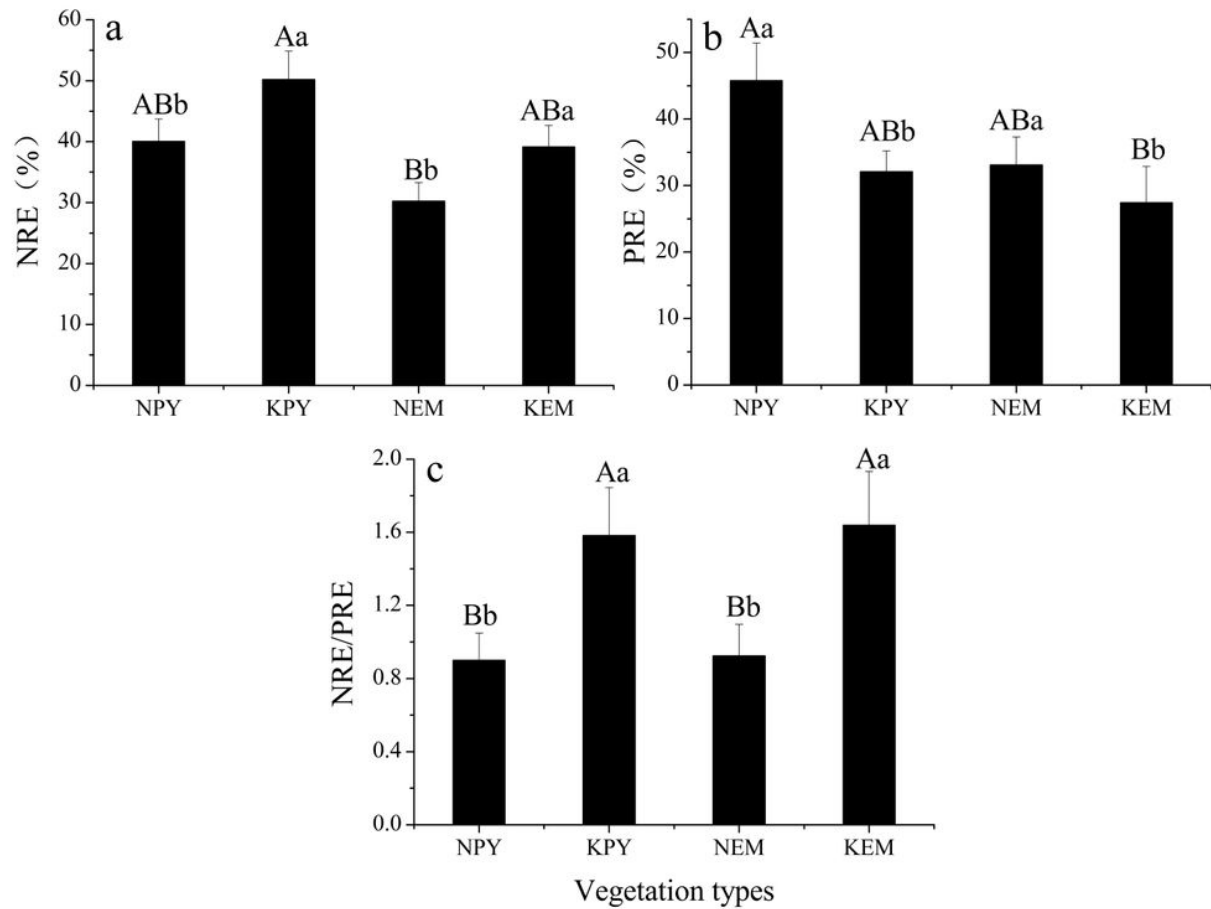 a
NRE (%)
60
50
40
30
20
10
0
ABb
Aa
Bb
ABa
NPY
KPY
NEM
KEM
b
PRE (%)
50
40
30
20
10
0
Aa
ABb
ABa
Bb
NPY
KPY
NEM
KEM
c
NRE/PRE
2.0
1.6
1.2
0.8
0.4
0.0
Bb
Aa
Bb
Aa
NPY
KPY
NEM
KEM
Vegetation types